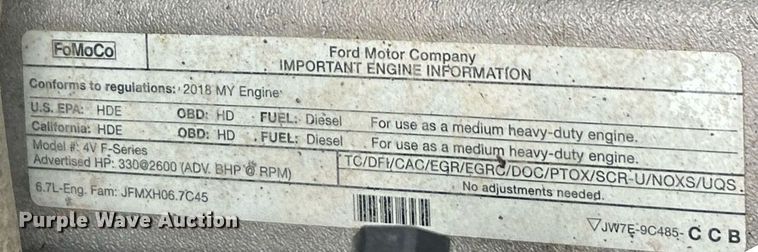 FoMoCo
Ford Motor Company
IMPORTANT ENGINE INFORMATION
Conforms to regulations: 2018 MY Engine
U.S. EPA: HDE OBD: HD FUEL: Diesel For use as a medium heavy-duty engine.
California: HDE OBD: HD FUEL: Diesel For use as a medium heavy-duty engine.
Model #: 4V F-Series
Advertised HP: 330@2600 (ADV. BHP @ RPM)
TC/DFI/CAC/EGR/EGRC/DOC/PTOX/SCR-U/NOXS/UQS
No adjustments needed.
6.7L-Eng. Fam: JFMXH06.7C45
JW7E-9C485- C C B
Purple Wave Auction